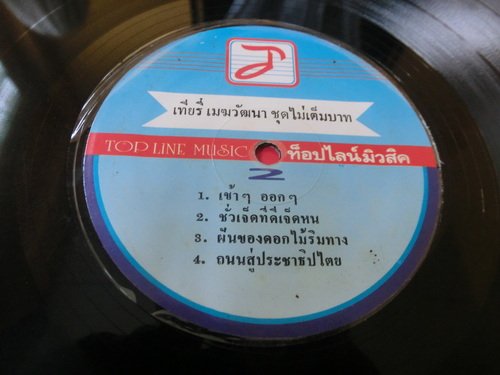 เทียรี่ เมฆวัฒนา ชุดไม่เต็มบาท
TOP LINE MUSIC ท็อปไลน์มิวสิค
2
1. เช้าๆ ออกๆ
2. ชั่วเจ็ดทีดีเจ็ดหน
3. ฝันของดอกไม้ริมทาง
4. ถนนสู่ประชาธิปไตย